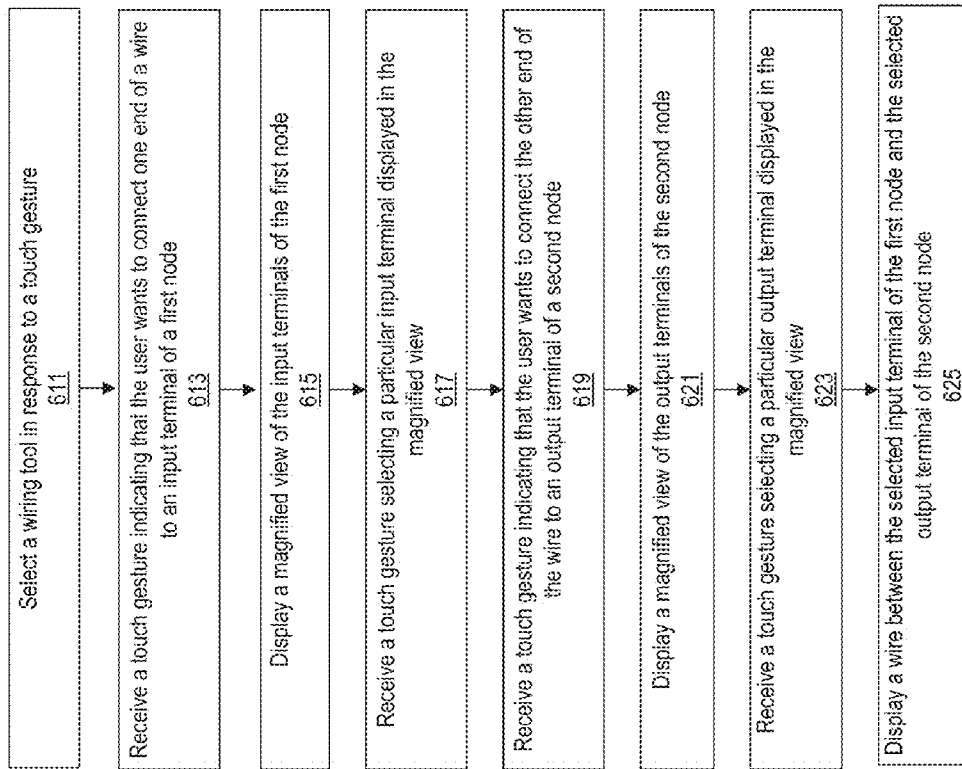 Select a wiring tool in response to a touch gesture
611
Receive a touch gesture indicating that the user wants to connect one end of a wire
to an input terminal of a first node
613
Display a magnified view of the input terminals of the first node
615
Receive a touch gesture selecting a particular input terminal displayed in the
magnified view
617
Receive a touch gesture indicating that the user wants to connect the other end of
the wire to an output terminal of a second node
619
Display a magnified view of the output terminals of the second node
621
Receive a touch gesture selecting a particular output terminal displayed in the
magnified view
623
Display a wire between the selected input terminal of the first node and the selected
output terminal of the second node
625